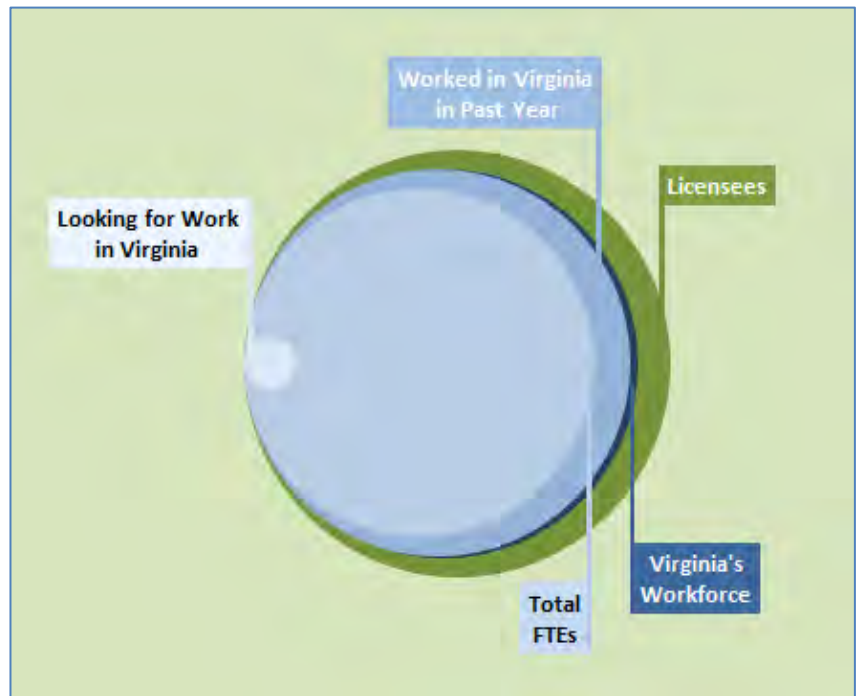 Worked in Virginia
in Past Year
Licensees
Looking for Work
in Virginia
Virginia's
Workforce
Total
FTEs